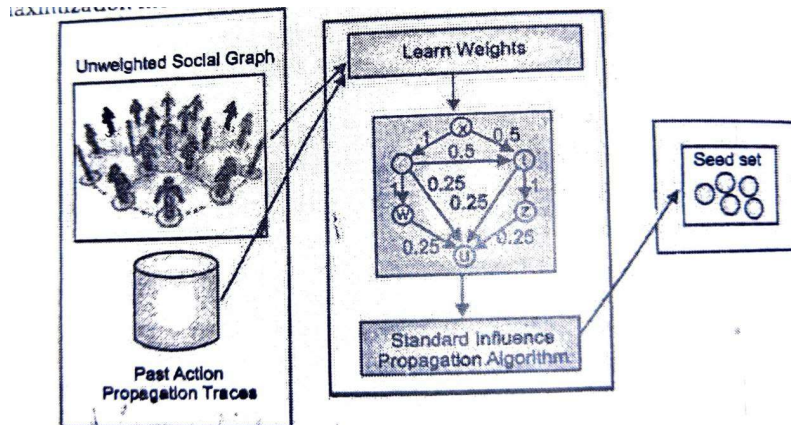 Unweighted Social Graph
Past Action
Propagation Traces
Learn Weights
x
1
0.5
0.5
t
1
0.25
0.25
1
w
z
0.25
0.25
u
Standard Influence
Propagation Algorithm
Seed set